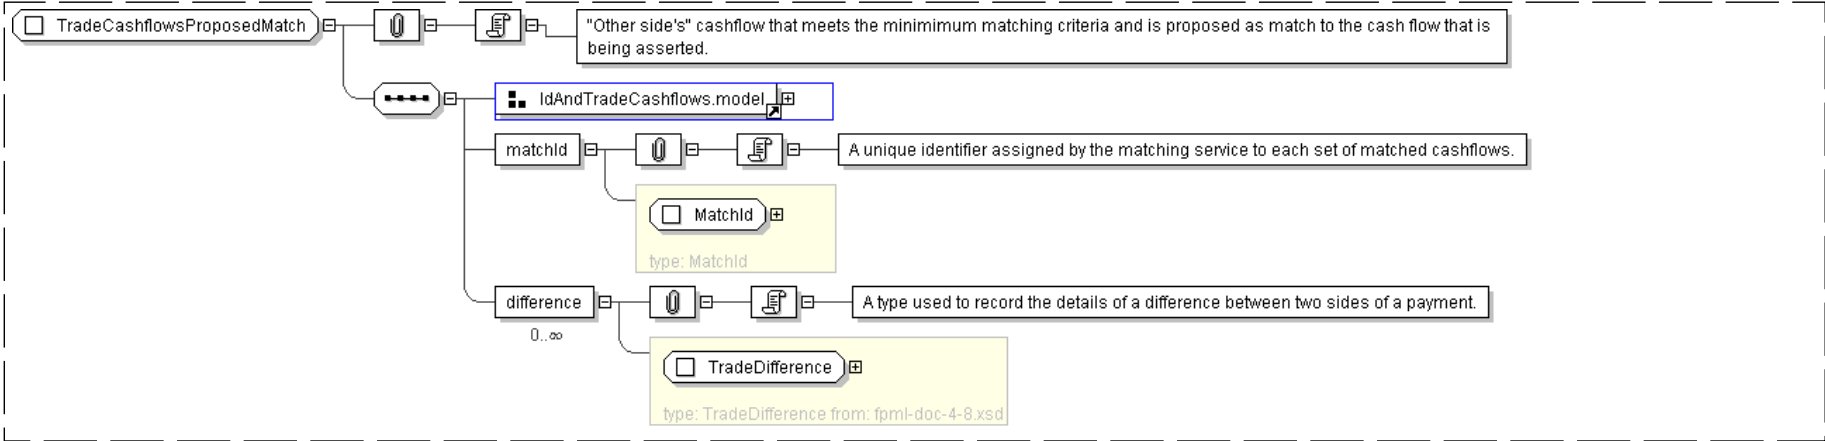 TradeCashflowsProposedMatch
"Other side's" cashflow that meets the minimimum matching criteria and is proposed as match to the cash flow that is
being asserted.
IdAndTradeCashflows.model
matchId
A unique identifier assigned by the matching service to each set of matched cashflows.
MatchId
type: MatchId
difference
A type used to record the details of a difference between two sides of a payment.
0..∞
TradeDifference
type: TradeDifference from: fpml-doc-4-8.xsd